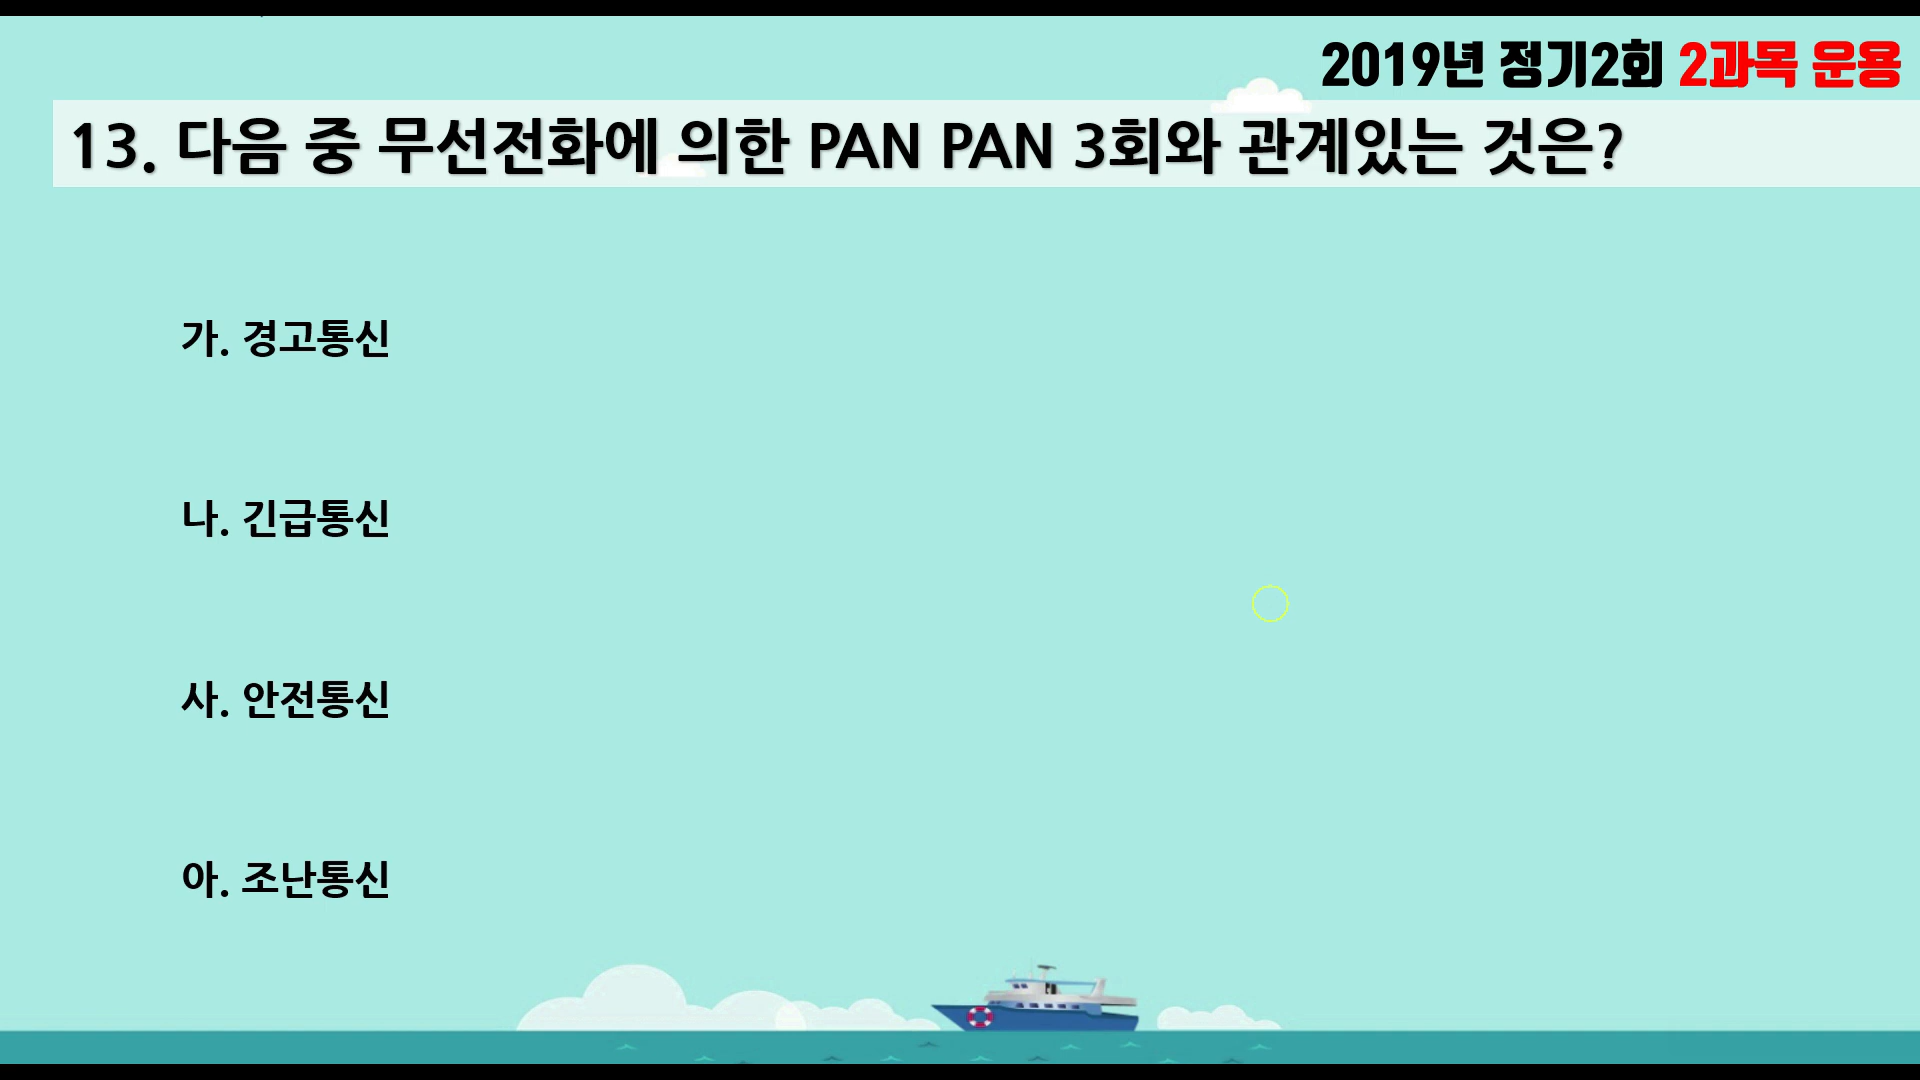 2019년 정기2회 2과목 운용
13. 다음 중 무선전화에 의한 PAN PAN 3회와 관계있는 것은?
가. 경고통신
나. 긴급통신
사. 안전통신
아. 조난통신